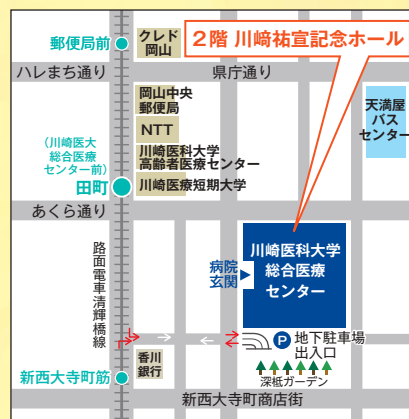 郵便局前
クレド
岡山
2階 川﨑祐宣記念ホール
ハレまち通り
県庁通り
岡山中央
郵便局
NTT
川崎医科大学
高齢者医療センター
天満屋
バス
センター
(川崎医大
総合医療
センター前)
田町
川崎医療短期大学
あくら通り
路面電車清輝橋線
病院
玄関
川崎医科大学
総合医療
センター
P 地下駐車場
出入口
香川
銀行
新西大寺町筋
深柢ガーデン
新西大寺町商店街